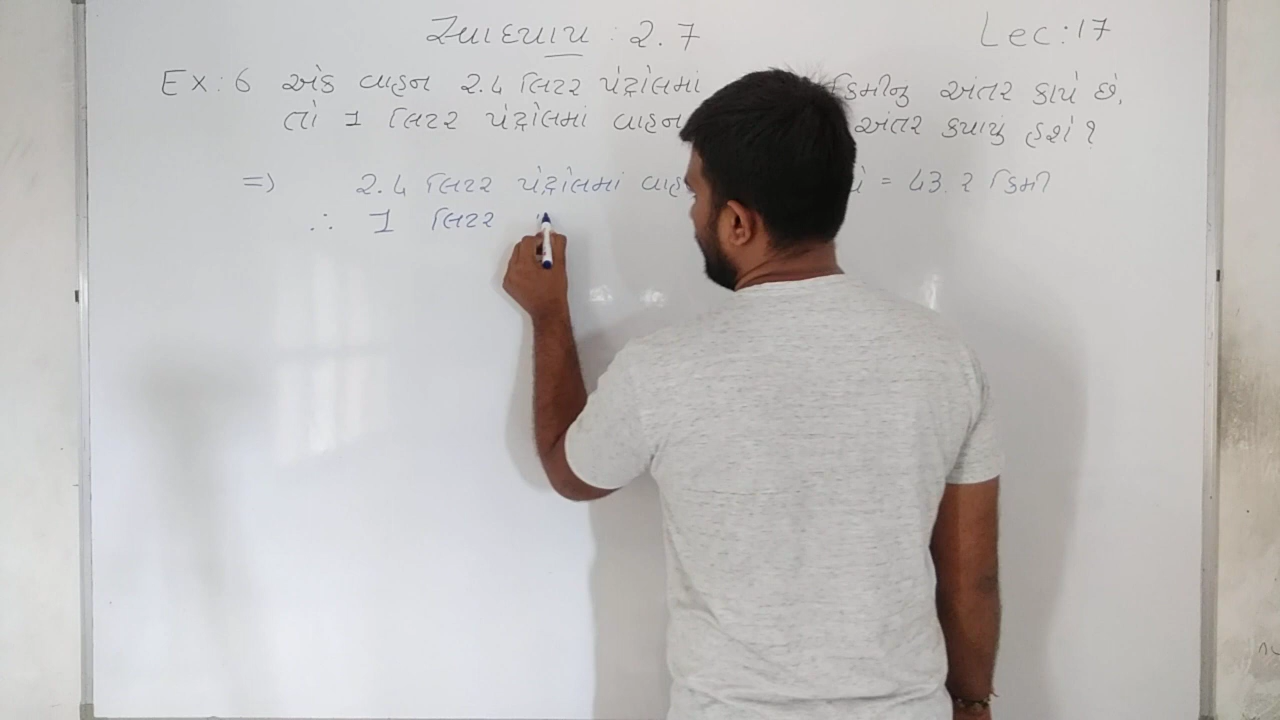 સ્વાધ્યાય : 2.7
Lec:17
Ex:6 એક વાહન 2.4 લિટર પેટ્રોલમાં કિમીનુ અંતર કાપે છે.
તો 1 લિટર પેટ્રોલમાં વાહન અંતર કપાયું હશે ?
=) 2.4 લિટર પેટ્રોલમાં = 43.2 કિમી
∴ 1 લિટર